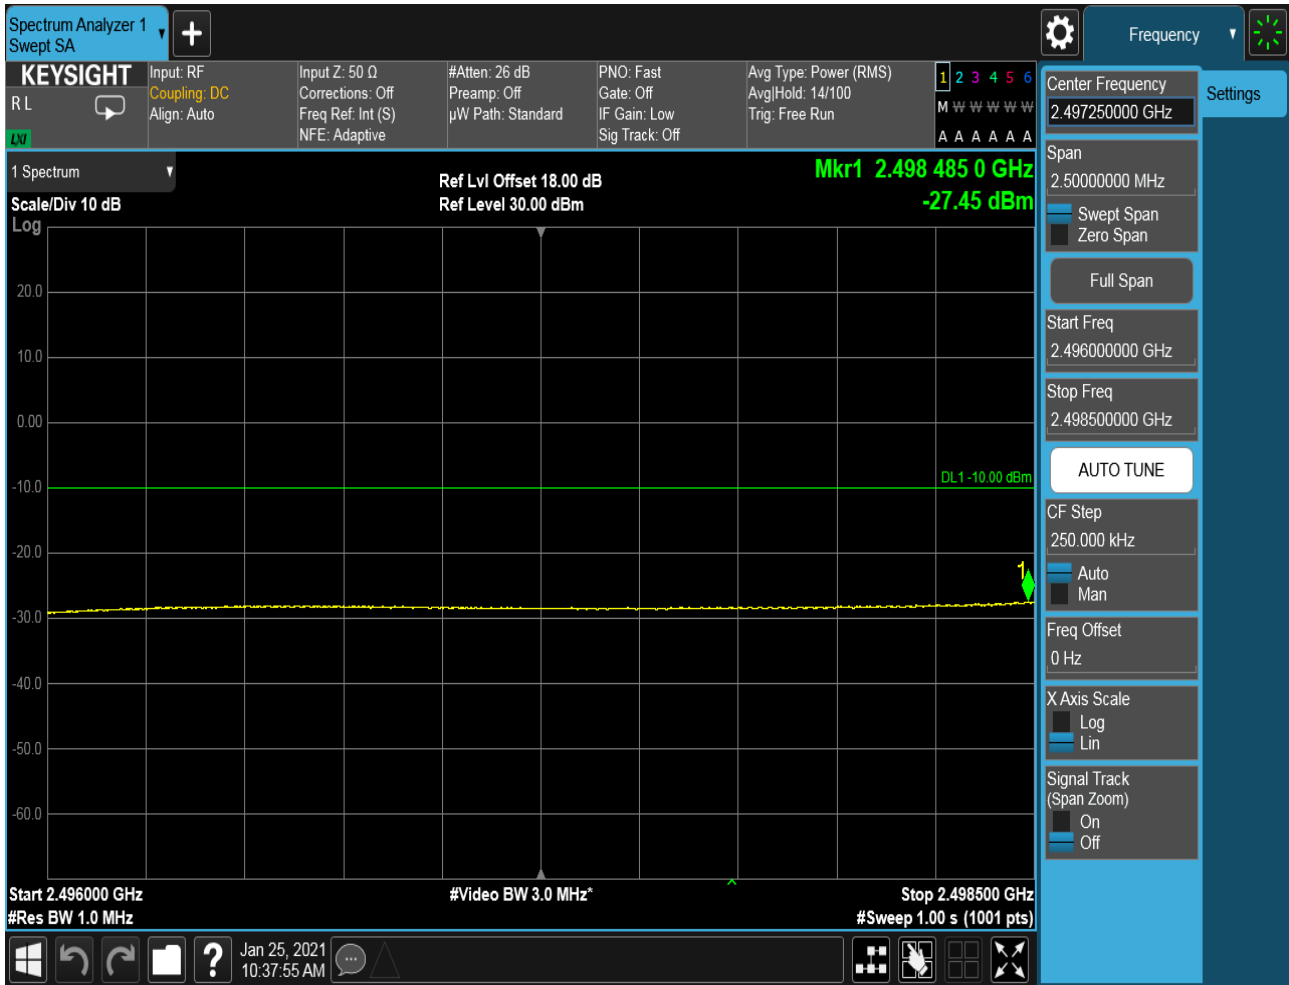 Spectrum Analyzer 1
Swept SA
Frequency
KEYSIGHT
R L
LXI
Input: RF
Coupling: DC
Align: Auto
Input Z: 50 Ω
Corrections: Off
Freq Ref: Int (S)
NFE: Adaptive
#Atten: 26 dB
Preamp: Off
µW Path: Standard
PNO: Fast
Gate: Off
IF Gain: Low
Sig Track: Off
Avg Type: Power (RMS)
Avg|Hold: 14/100
Trig: Free Run
1 2 3 4 5 6
M W W W W W
A A A A A A
Center Frequency
2.497250000 GHz
Settings
Span
2.50000000 MHz
Swept Span
Zero Span
Full Span
Start Freq
2.496000000 GHz
Stop Freq
2.498500000 GHz
AUTO TUNE
CF Step
250.000 kHz
Auto
Man
Freq Offset
0 Hz
X Axis Scale
Log
Lin
Signal Track
(Span Zoom)
On
Off
1 Spectrum
Scale/Div 10 dB
Log
Ref Lvl Offset 18.00 dB
Ref Level 30.00 dBm
Mkr1 2.498 485 0 GHz
-27.45 dBm
20.0
10.0
0.00
-10.0
DL1 -10.00 dBm
-20.0
1
-30.0
-40.0
-50.0
-60.0
Start 2.496000 GHz
#Video BW 3.0 MHz*
Stop 2.498500 GHz
#Res BW 1.0 MHz
#Sweep 1.00 s (1001 pts)
?
Jan 25, 2021
10:37:55 AM